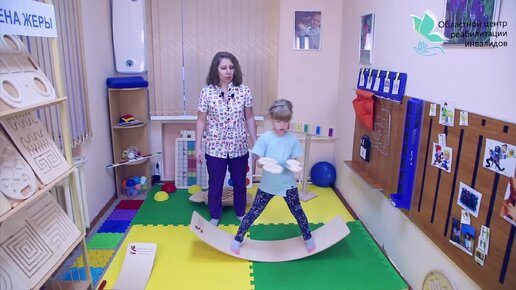 ЕНА ЖЕРЫ
Областной центр
реабилитации
инвалидов